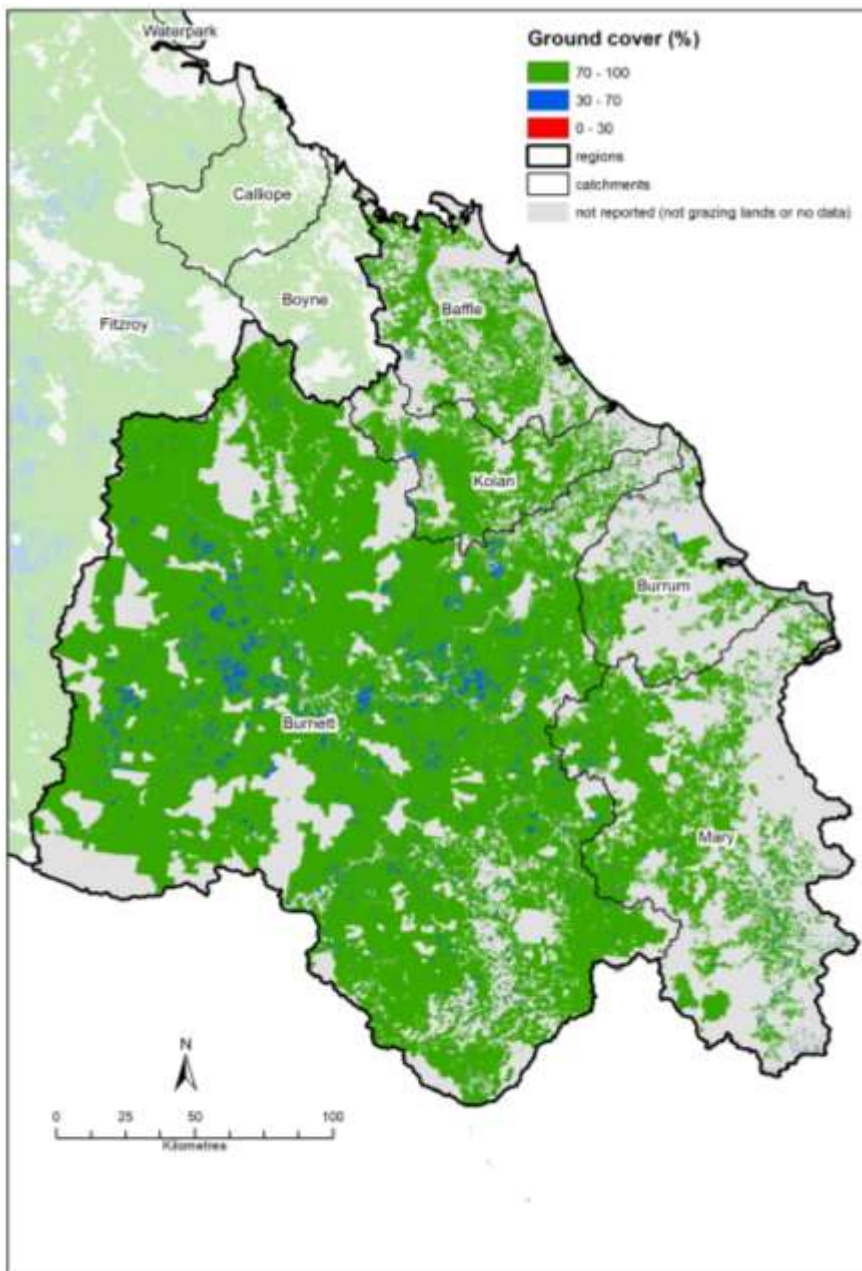 Waterpark
Ground cover (%)
70 - 100
30 - 70
0 - 30
regions
catchments
not reported (not grazing lands or no data)
Calliope
Boyne
Baffle
Fitzroy
Kolan
Burrum
Burnett
Mary
N
0 25 50 100
Kilometres